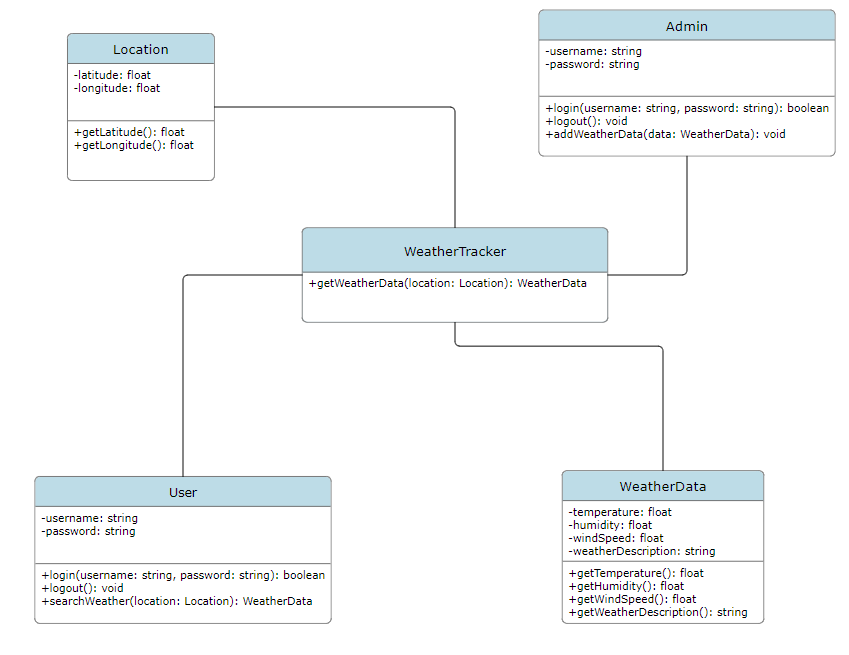 Location
-latitude: float
-longitude: float
+getLatitude(): float
+getLongitude(): float
Admin
-username: string
-password: string
+login(username: string, password: string): boolean
+logout(): void
+addWeatherData(data: WeatherData): void
WeatherTracker
+getWeatherData(location: Location): WeatherData
User
-username: string
-password: string
+login(username: string, password: string): boolean
+logout(): void
+searchWeather(location: Location): WeatherData
WeatherData
-temperature: float
-humidity: float
-windSpeed: float
-weatherDescription: string
+getTemperature(): float
+getHumidity(): float
+getWindSpeed(): float
+getWeatherDescription(): string